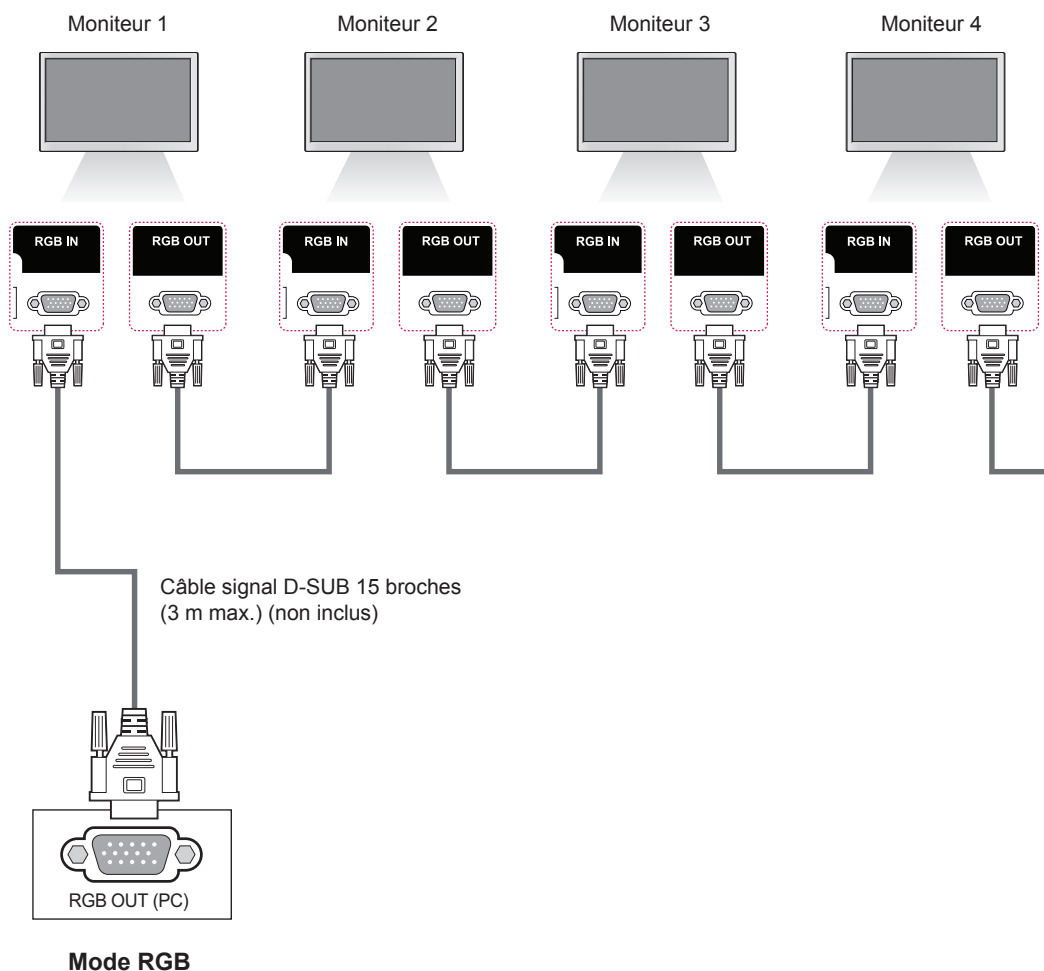 Moniteur 1
Moniteur 2
Moniteur 3
Moniteur 4
RGB IN
RGB OUT
RGB IN
RGB OUT
RGB IN
RGB OUT
RGB IN
RGB OUT
Câble signal D-SUB 15 broches
(3 m max.) (non inclus)
RGB OUT (PC)
Mode RGB